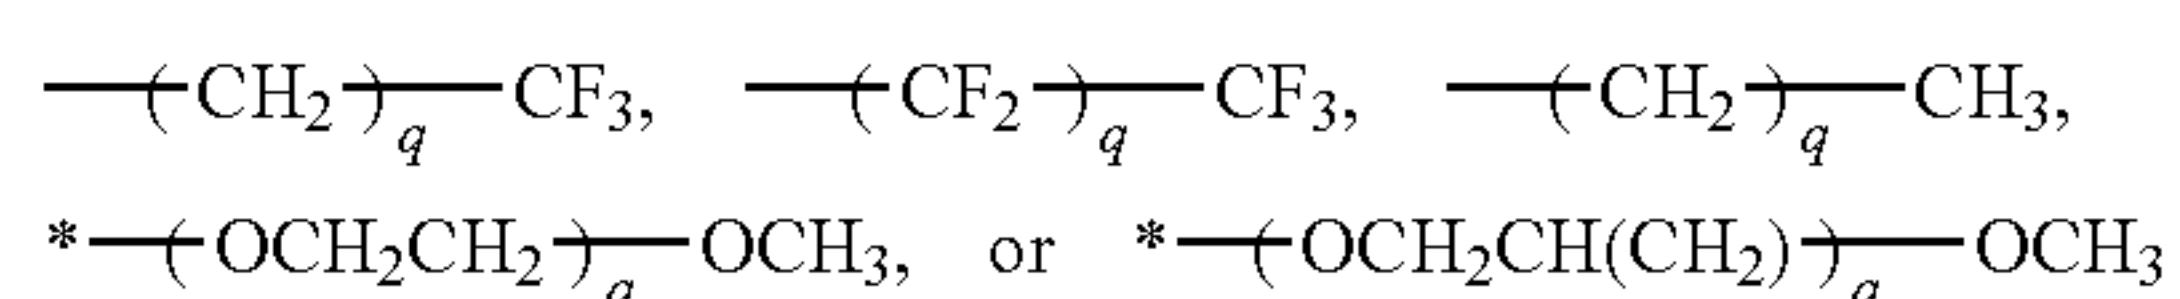 —(CH₂)q—CF₃, —(CF₂)q—CF₃, —(CH₂)q—CH₃,
*—(OCH₂CH₂)q—OCH₃, or *—(OCH₂CH(CH₂))q—OCH₃